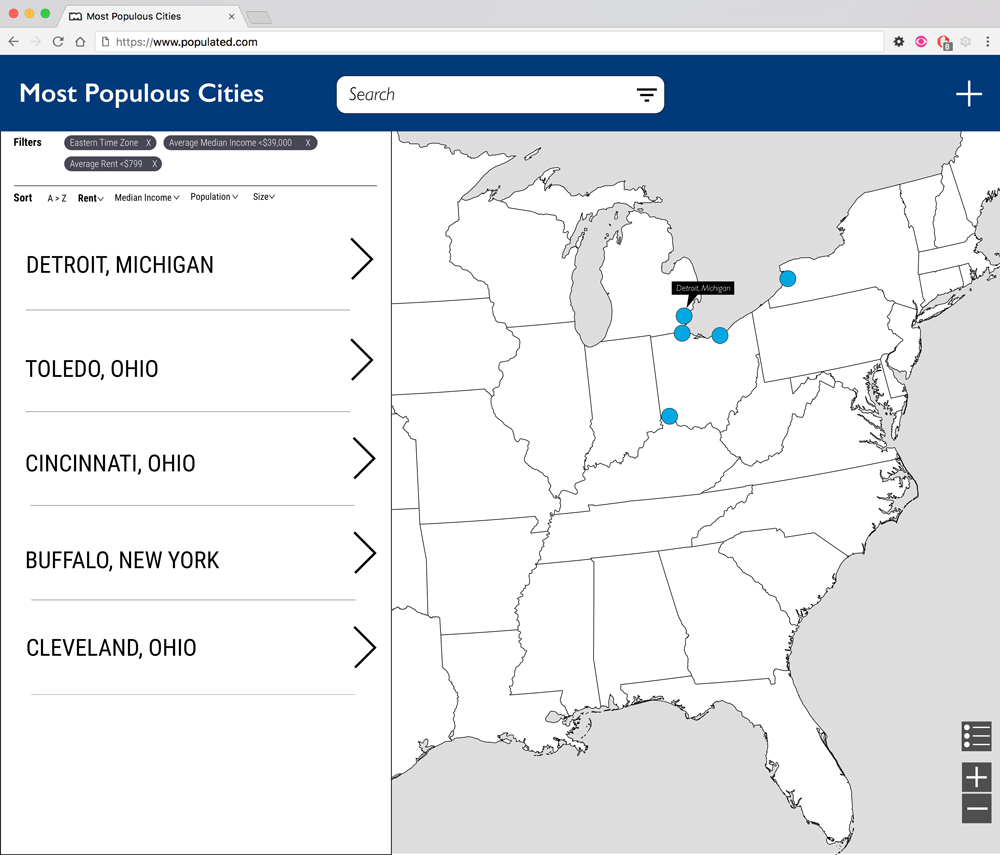 Most Populous Cities x
https://www.populated.com
8
Most Populous Cities
Search
Filters Eastern Time Zone X Average Median Income <$39,000 X
Average Rent <$799 X
Sort A > Z Rent Median Income Population Size
DETROIT, MICHIGAN
TOLEDO, OHIO
CINCINNATI, OHIO
BUFFALO, NEW YORK
CLEVELAND, OHIO
Detroit, Michigan